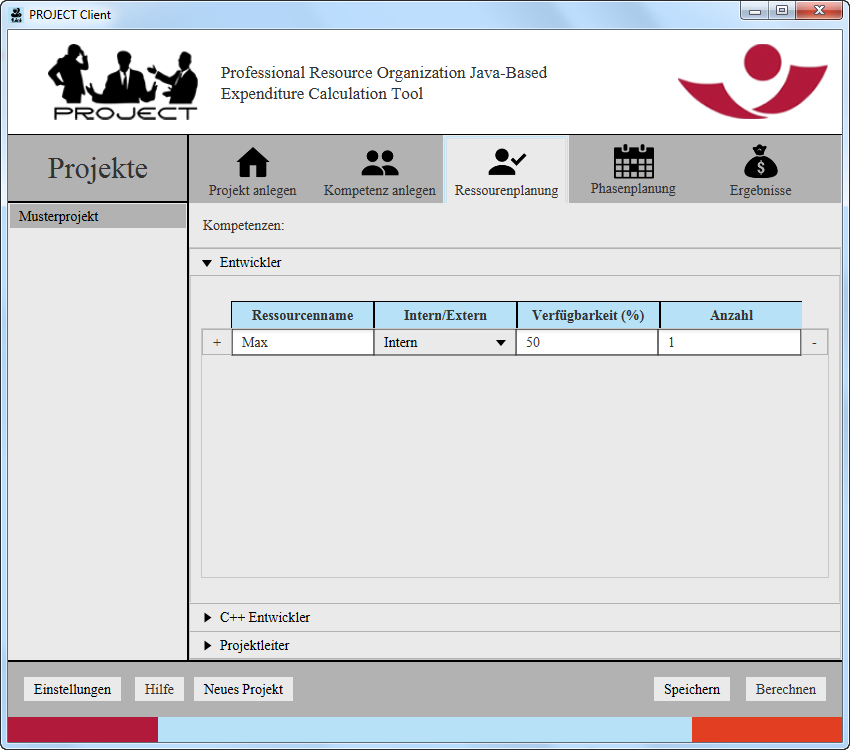 PROJECT Client
PROJECT
Professional Resource Organization Java-Based
Expenditure Calculation Tool
Projekte
Projekt anlegen
Kompetenz anlegen
Ressourenplanung
Phasenplanung
Ergebnisse
Musterprojekt
Kompetenzen:
Entwickler
Ressourcenname
Intern/Extern
Verfügbarkeit (%)
Anzahl
+
Max
Intern
50
1
-
C++ Entwickler
Projektleiter
Einstellungen
Hilfe
Neues Projekt
Speichern
Berechnen